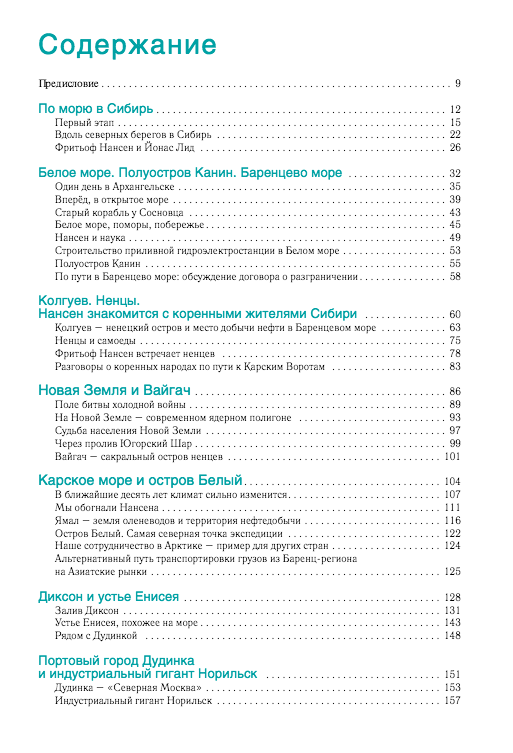 Содержание
Предисловие . . . . . . . . . . 9
По морю в Сибирь . . . . . . . . . . 12
Первый этап . . . . . . . . . . 15
Вдоль северных берегов в Сибирь . . . . . . . . . . 22
Фритьоф Нансен и Йонас Лид . . . . . . . . . . 26
Белое море. Полуостров Канин. Баренцево море . . . . . . . . . . 32
Один день в Архангельске . . . . . . . . . . 35
Вперёд, в открытое море . . . . . . . . . . 39
Старый корабль у Сосновца . . . . . . . . . . 43
Белое море, поморы, побережье . . . . . . . . . . 45
Нансен и наука . . . . . . . . . . 49
Строительство приливной гидроэлектростанции в Белом море . . . . . . . . . . 53
Полуостров Канин . . . . . . . . . . 55
По пути в Баренцево море: обсуждение договора о разграничении . . . . . . . . . . 58
Колгуев. Ненцы.
Нансен знакомится с коренными жителями Сибири . . . . . . . . . . 60
Колгуев – ненецкий остров и место добычи нефти в Баренцевом море . . . . . . . . . . 63
Ненцы и самоеды . . . . . . . . . . 75
Фритьоф Нансен встречает ненцев . . . . . . . . . . 78
Разговоры о коренных народах по пути к Карским Воротам . . . . . . . . . . 83
Новая Земля и Вайгач . . . . . . . . . . 86
Поле битвы холодной войны . . . . . . . . . . 89
На Новой Земле – современном ядерном полигоне . . . . . . . . . . 93
Судьба населения Новой Земли . . . . . . . . . . 97
Через пролив Югорский Шар . . . . . . . . . . 99
Вайгач – сакральный остров ненцев . . . . . . . . . . 101
Карское море и остров Белый . . . . . . . . . . 104
В ближайшие десять лет климат сильно изменится . . . . . . . . . . 107
Мы обогнали Нансена . . . . . . . . . . 111
Ямал – земля оленеводов и территория нефтедобычи . . . . . . . . . . 116
Остров Белый. Самая северная точка экспедиции . . . . . . . . . . 122
Наше сотрудничество в Арктике – пример для других стран . . . . . . . . . . 124
Альтернативный путь транспортировки грузов из Баренц-региона
на Азиатские рынки . . . . . . . . . . 125
Диксон и устье Енисея . . . . . . . . . . 128
Залив Диксон . . . . . . . . . . 131
Устье Енисея, похожее на море . . . . . . . . . . 143
Рядом с Дудинкой . . . . . . . . . . 148
Портовый город Дудинка
и индустриальный гигант Норильск . . . . . . . . . . 151
Дудинка – «Северная Москва» . . . . . . . . . . 153
Индустриальный гигант Норильск . . . . . . . . . . 157